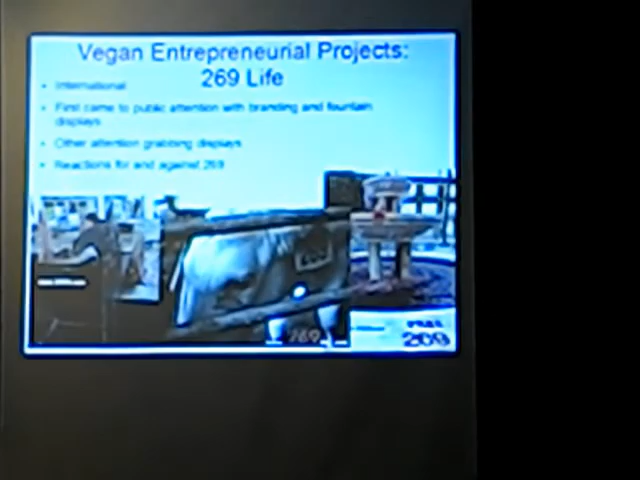 Vegan Entrepreneurial Projects:
269 Life
• International
• First came to public attention with branding and fountain
displays
• Other attention grabbing displays
• Reactions for and against 269
269
269